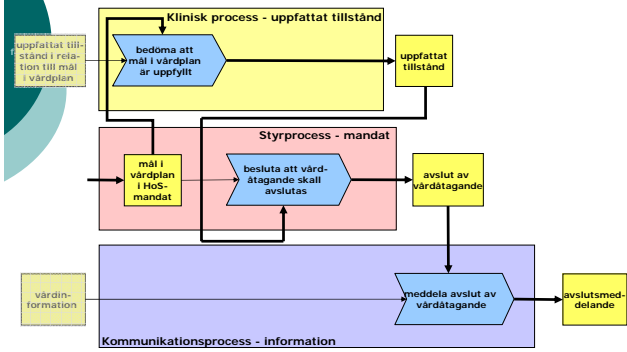 Klinisk process - uppfattat tillstånd
uppfattat till-
stånd i rela-
tion till mål
i vårdplan
bedöma att
mål i vårdplan
är uppfyllt
uppfattat
tillstånd
Styrprocess - mandat
mål i
vårdplan
i HoS-
mandat
besluta att vård-
åtagande skall
avslutas
avslut av
vårdåtagande
vårdin-
formation
meddela avslut av
vårdåtagande
avslutsmed-
delande
Kommunikationsprocess - information